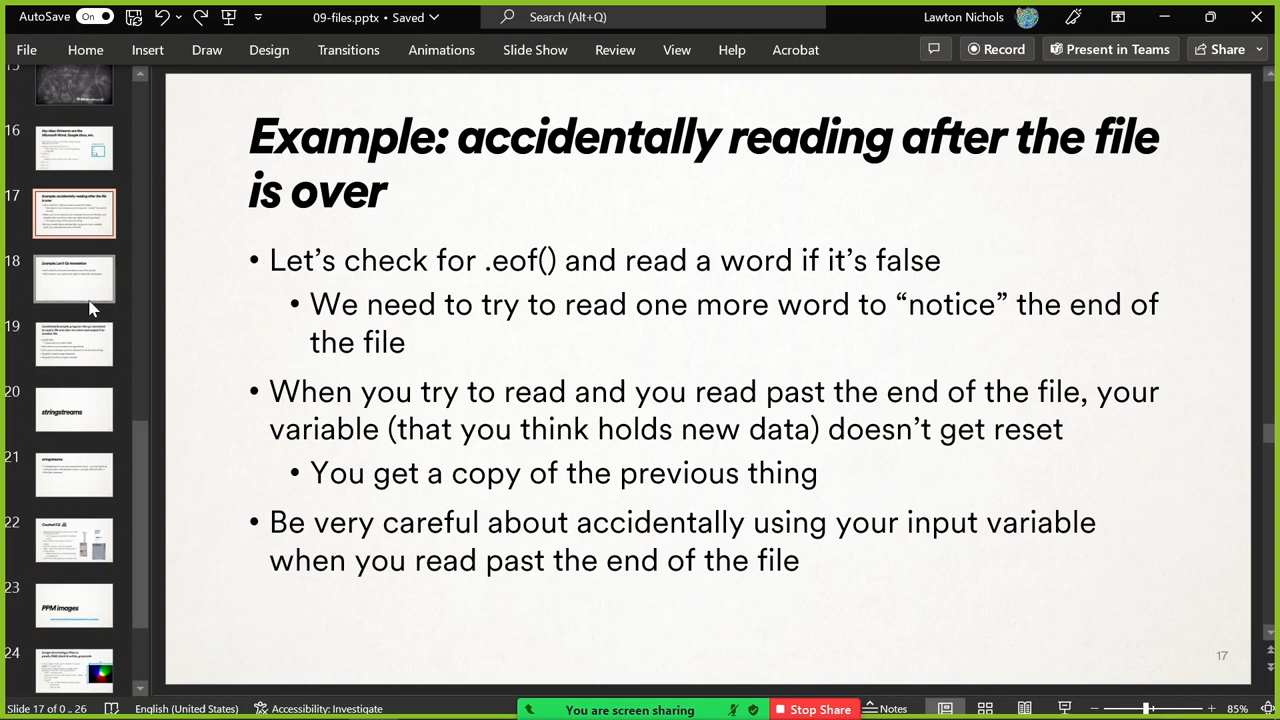 AutoSave
On
09-files.pptx • Saved
Search (Alt+Q)
Lawton Nichols
File Home Insert Draw Design Transitions Animations Slide Show Review View Help Acrobat
Record
Present in Teams
Share
15
16
17
18
19
20
stringstreams
21
stringstreams
22
23
PPM images
24
Example: accidentally reading after the file
is over
• Let’s check for .eof() and read a word if it’s false
• We need to try to read one more word to “notice” the end of
the file
• When you try to read and you read past the end of the file, your
variable (that you think holds new data) doesn’t get reset
• You get a copy of the previous thing
• Be very careful about accidentally using your input variable
when you read past the end of the file
17
Slide 17 of 0 .. 26
English (United States)
Accessibility: Investigate
You are screen sharing
Stop Share
Notes
85%